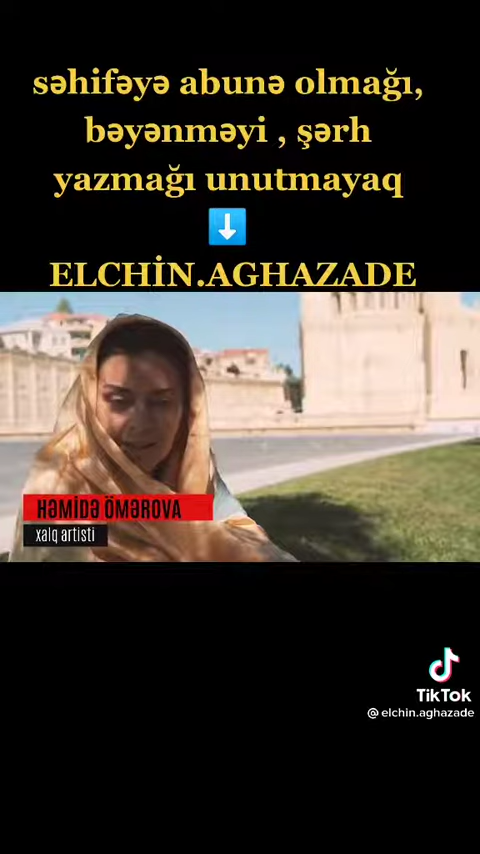 səhifəyə abunə olmağı,
bəyənməyi , şərh
yazmağı unutmayaq
ELCHİN.AGHAZADE
HƏMİDƏ ÖMƏROVA
xalq artisti
TikTok
@ elchin.aghazade